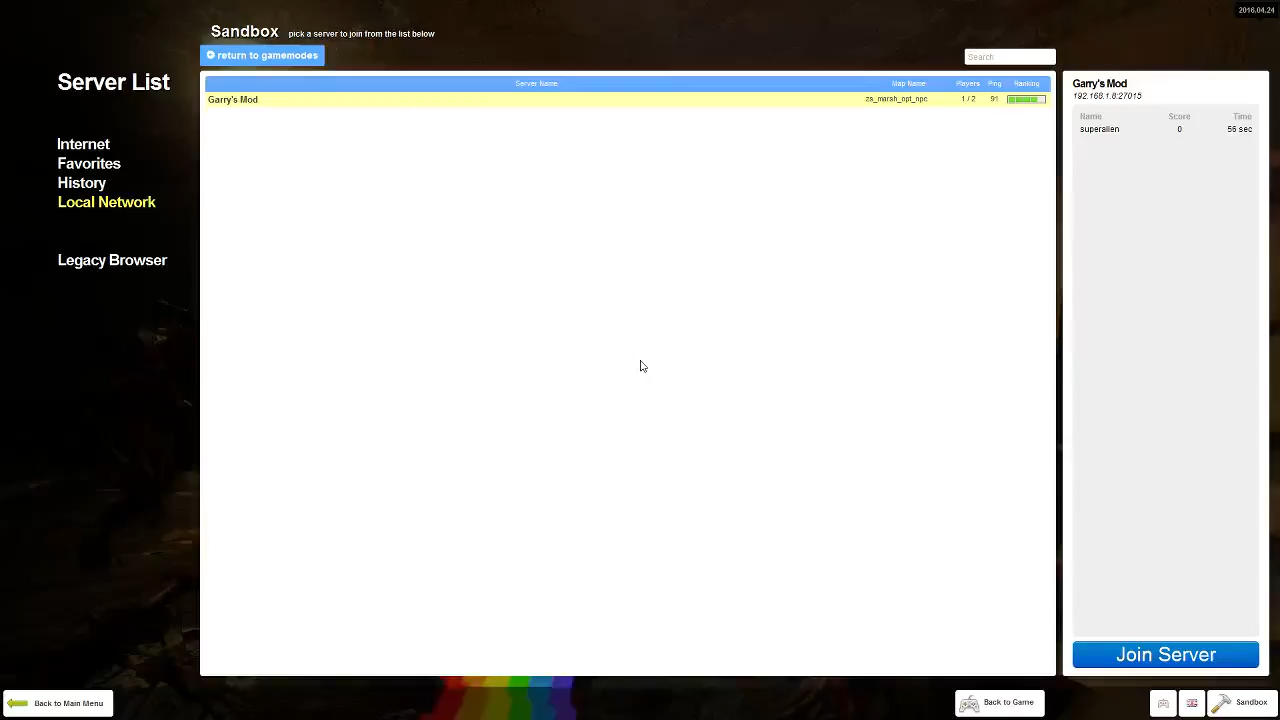 2016.04.24
Sandbox pick a server to join from the list below
return to gamemodes
Search
Server List
Internet
Favorites
History
Local Network
Legacy Browser
Server Name Map Name Players Ping Ranking
Garry's Mod zs_marsh_opt_npc 1 / 2 91
Garry's Mod
192.168.1.8:27015
Name Score Time
superallen 0 56 sec
Join Server
Back to Main Menu
Back to Game
Sandbox